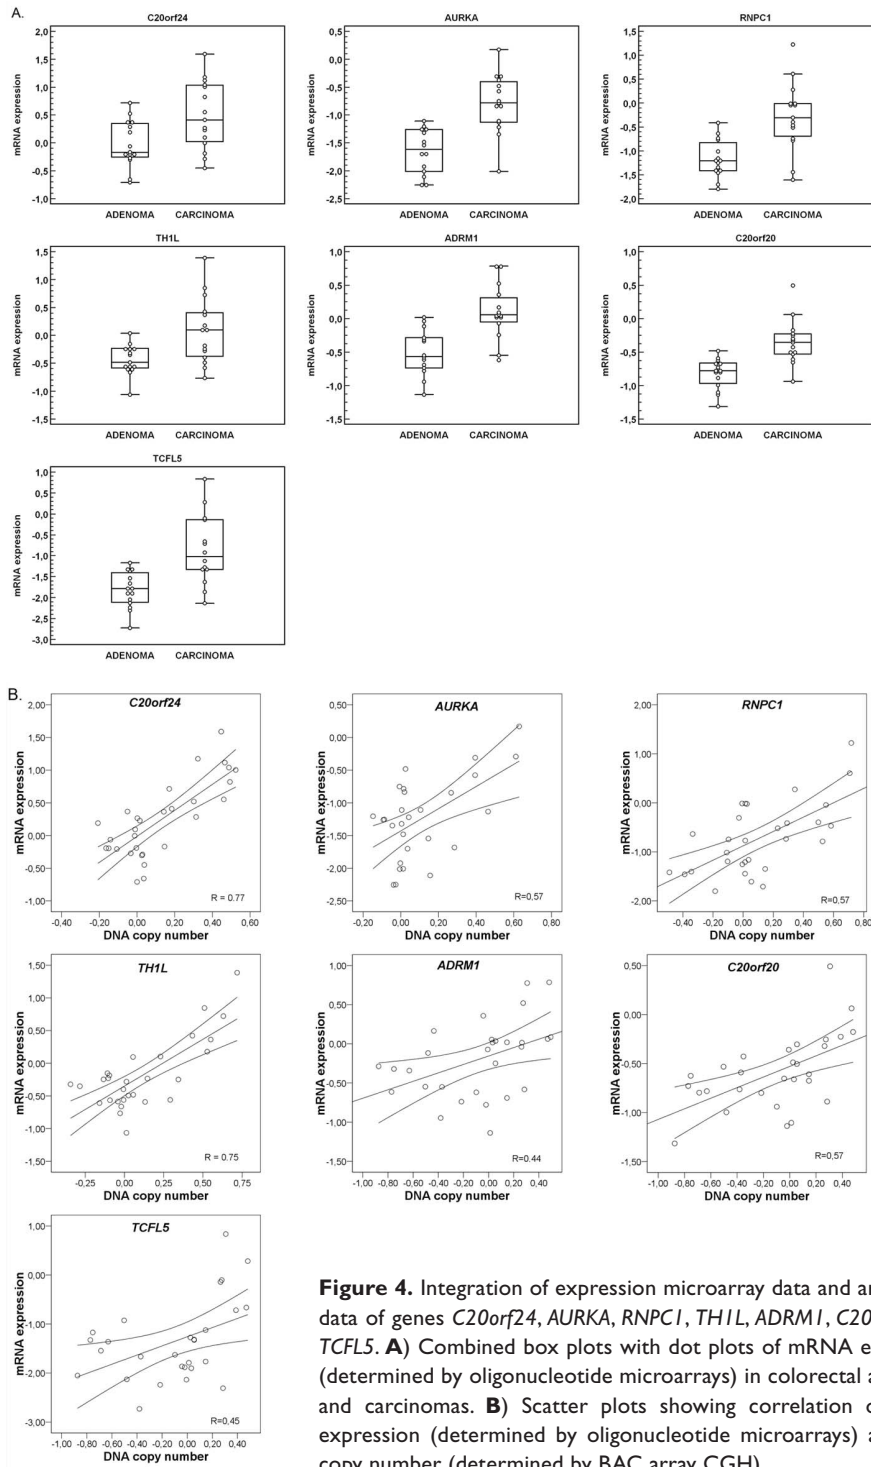 A.
C20orf24
AURKA
RNPC1
mRNA expression
2,0
1,5
1,0
0,5
0,0
-0,5
-1,0
ADENOMA CARCINOMA
mRNA expression
0,5
0,0
-0,5
-1,0
-1,5
-2,0
-2,5
ADENOMA CARCINOMA
mRNA expression
1,5
1,0
0,5
0,0
-0,5
-1,0
-1,5
-2,0
ADENOMA CARCINOMA
TH1L
ADRM1
C20orf20
mRNA expression
1,5
1,0
0,5
0,0
-0,5
-1,0
-1,5
ADENOMA CARCINOMA
mRNA expression
1,0
0,5
0,0
-0,5
-1,0
-1,5
ADENOMA CARCINOMA
mRNA expression
1,0
0,5
0,0
-0,5
-1,0
-1,5
ADENOMA CARCINOMA
TCFL5
mRNA expression
1,0
0,5
0,0
-0,5
-1,0
-1,5
-2,0
-2,5
-3,0
ADENOMA CARCINOMA
B.
C20orf24
mRNA expression
2,00
1,50
1,00
0,50
0,00
-0,50
-1,00
R = 0.77
-0,40 -0,20 0,00 0,20 0,40 0,60
DNA copy number
AURKA
mRNA expression
0,50
0,00
-0,50
-1,00
-1,50
-2,00
-2,50
R=0,57
-0,20 0,00 0,20 0,40 0,60 0,80
DNA copy number
RNPC1
mRNA expression
2,00
1,00
0,00
-1,00
-2,00
R=0,57
-0,50 -0,20 0,00 0,20 0,50 0,80
DNA copy number
TH1L
mRNA expression
1,50
1,00
0,50
0,00
-0,50
-1,00
-1,50
R = 0.75
-0,25 0,00 0,25 0,50 0,75
DNA copy number
ADRM1
mRNA expression
1,00
0,50
0,00
-0,50
-1,00
-1,50
R=0.44
-1,00 -0,80 -0,60 -0,40 -0,20 0,00 0,20 0,40
DNA copy number
C20orf20
mRNA expression
0,50
0,00
-0,50
-1,00
-1,50
R=0,57
-1,00 -0,80 -0,60 -0,40 -0,20 0,00 0,20 0,40
DNA copy number
TCFL5
mRNA expression
1,00
0,00
-1,00
-2,00
-3,00
R=0,45
-1,00 -0,80 -0,60 -0,40 -0,20 0,00 0,20 0,40
DNA copy number
Figure 4. Integration of expression microarray data and ar
data of genes C20orf24, AURKA, RNPC1, TH1L, ADRM1, C20
TCFL5. A) Combined box plots with dot plots of mRNA e
(determined by oligonucleotide microarrays) in colorectal a
and carcinomas. B) Scatter plots showing correlation o
expression (determined by oligonucleotide microarrays) a
copy number (determined by BAC array CGH)